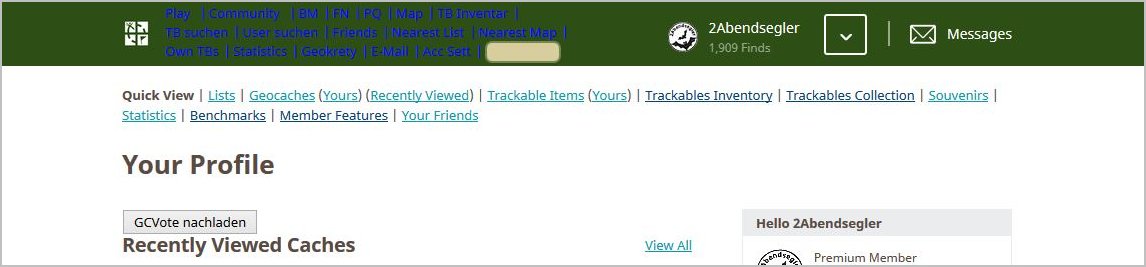 Play | Community | BM | FN | PQ | Map | TB Inventar |
TB suchen | User suchen | Friends | Nearest List | Nearest Map |
Own TBs | Statistics | Geokrety | E-Mail | Acc Sett |
2Abendsegler
1,909 Finds
Messages
Quick View | Lists | Geocaches (Yours) (Recently Viewed) | Trackable Items (Yours) | Trackables Inventory | Trackables Collection | Souvenirs |
Statistics | Benchmarks | Member Features | Your Friends
Your Profile
GCVote nachladen
Recently Viewed Caches
View All
Hello 2Abendsegler
2Abendsegler
Premium Member